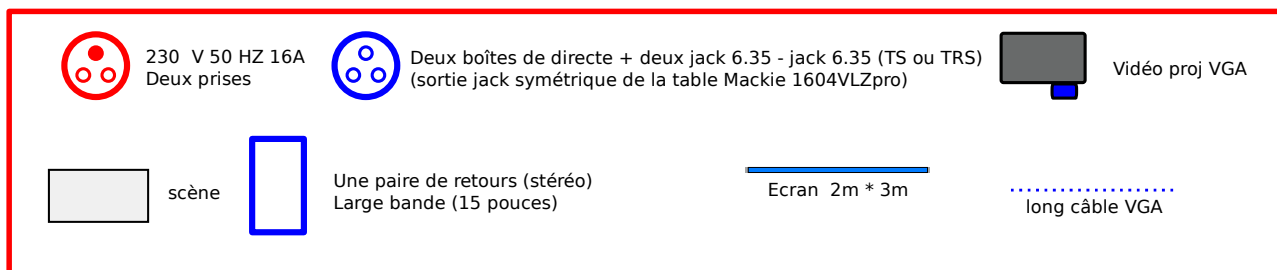 230  V 50 HZ 16A
Deux prises
Deux boîtes de directe + deux jack 6.35 - jack 6.35 (TS ou TRS)
(sortie jack symétrique de la table Mackie 1604VLZpro)
Vidéo proj VGA
scène
Une paire de retours (stéréo)
Large bande (15 pouces)
Ecran  2m * 3m
long câble VGA